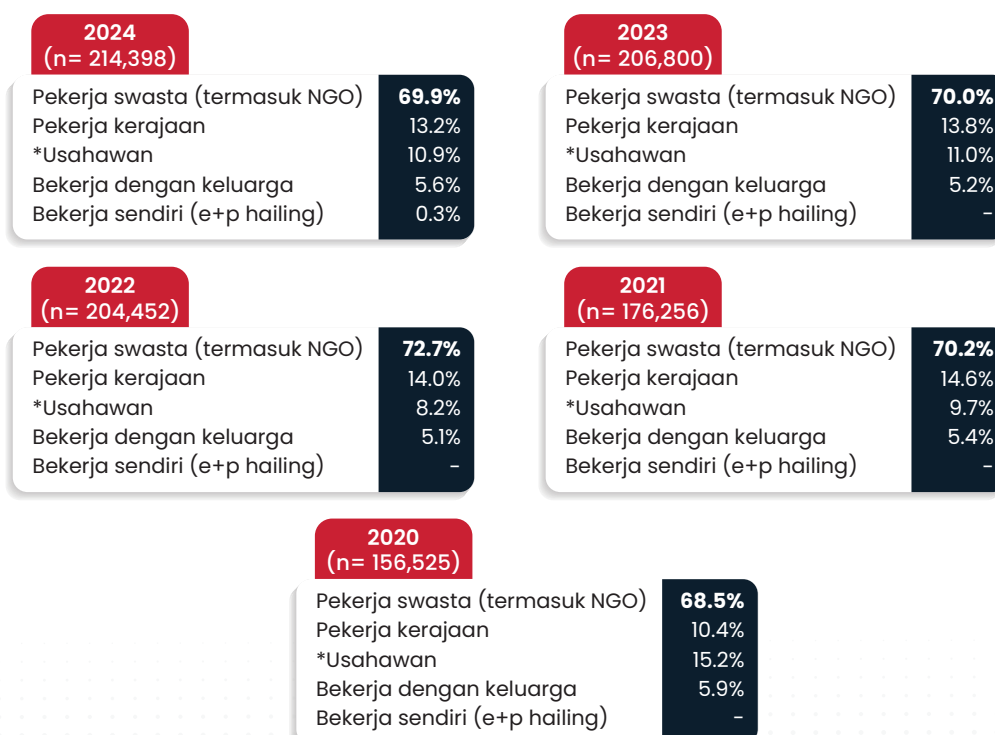 2024
(n= 214,398)
Pekerja swasta (termasuk NGO) 69.9%
Pekerja kerajaan 13.2%
*Usahawan 10.9%
Bekerja dengan keluarga 5.6%
Bekerja sendiri (e+p hailing) 0.3%
2023
(n= 206,800)
Pekerja swasta (termasuk NGO) 70.0%
Pekerja kerajaan 13.8%
*Usahawan 11.0%
Bekerja dengan keluarga 5.2%
Bekerja sendiri (e+p hailing) -
2022
(n= 204,452)
Pekerja swasta (termasuk NGO) 72.7%
Pekerja kerajaan 14.0%
*Usahawan 8.2%
Bekerja dengan keluarga 5.1%
Bekerja sendiri (e+p hailing) -
2021
(n= 176,256)
Pekerja swasta (termasuk NGO) 70.2%
Pekerja kerajaan 14.6%
*Usahawan 9.7%
Bekerja dengan keluarga 5.4%
Bekerja sendiri (e+p hailing) -
2020
(n= 156,525)
Pekerja swasta (termasuk NGO) 68.5%
Pekerja kerajaan 10.4%
*Usahawan 15.2%
Bekerja dengan keluarga 5.9%
Bekerja sendiri (e+p hailing) -